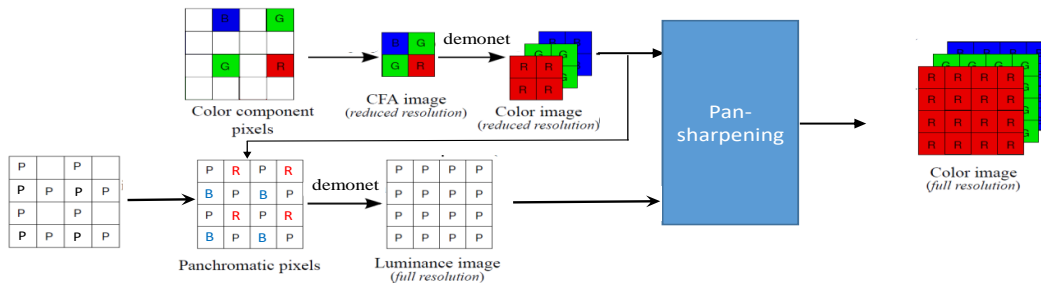 B G
G R
Color component
pixels
B G
G R
CFA image
(reduced resolution)
demonet
G G
R R
R R
G
Color image
(reduced resolution)
Pan-
sharpening
G G G G
R R R R
R R R R
R R R R
R R R R
Color image
(full resolution)
P P
P P P P
P P
P P P P
P R P R
B P B P
P R P R
B P B P
Panchromatic pixels
demonet
P P P P
P P P P
P P P P
P P P P
Luminance image
(full resolution)